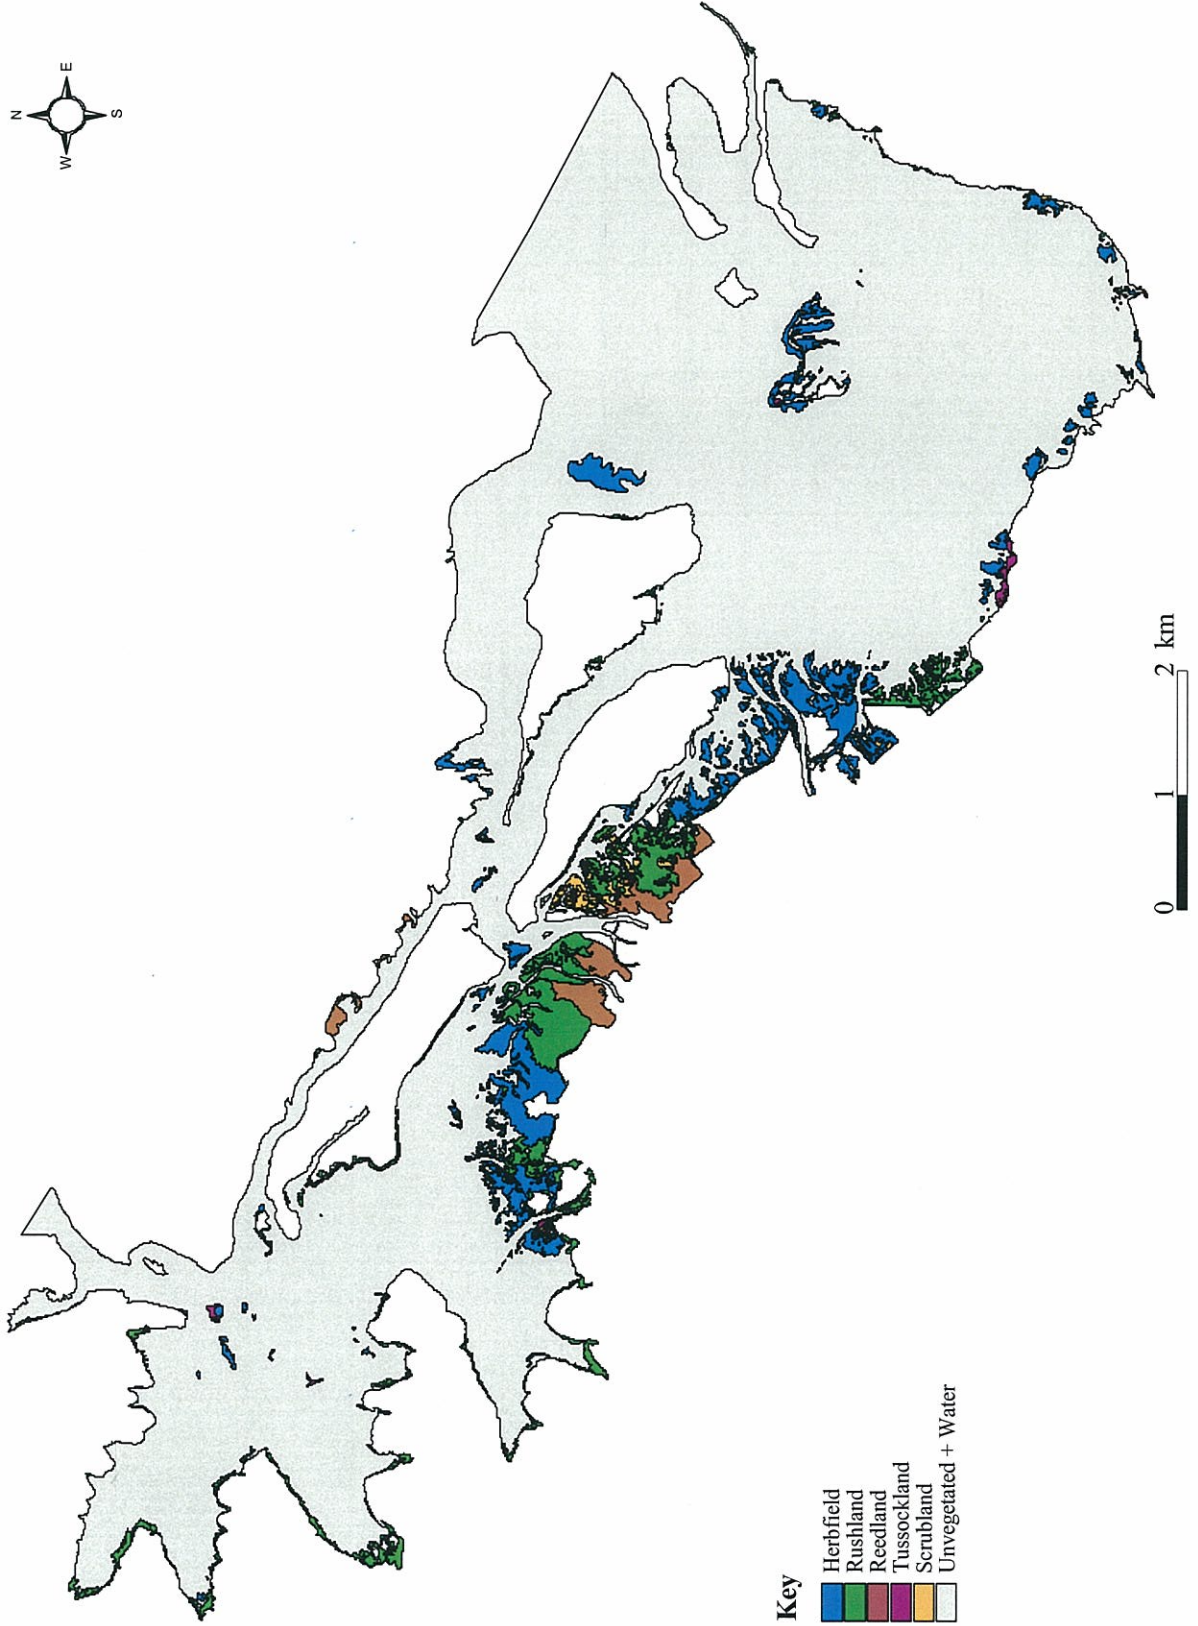 N
W E
S
0 1 2 km
Key
Herbfield
Rushland
Reedland
Tussockland
Scrubland
Unvegetated + Water